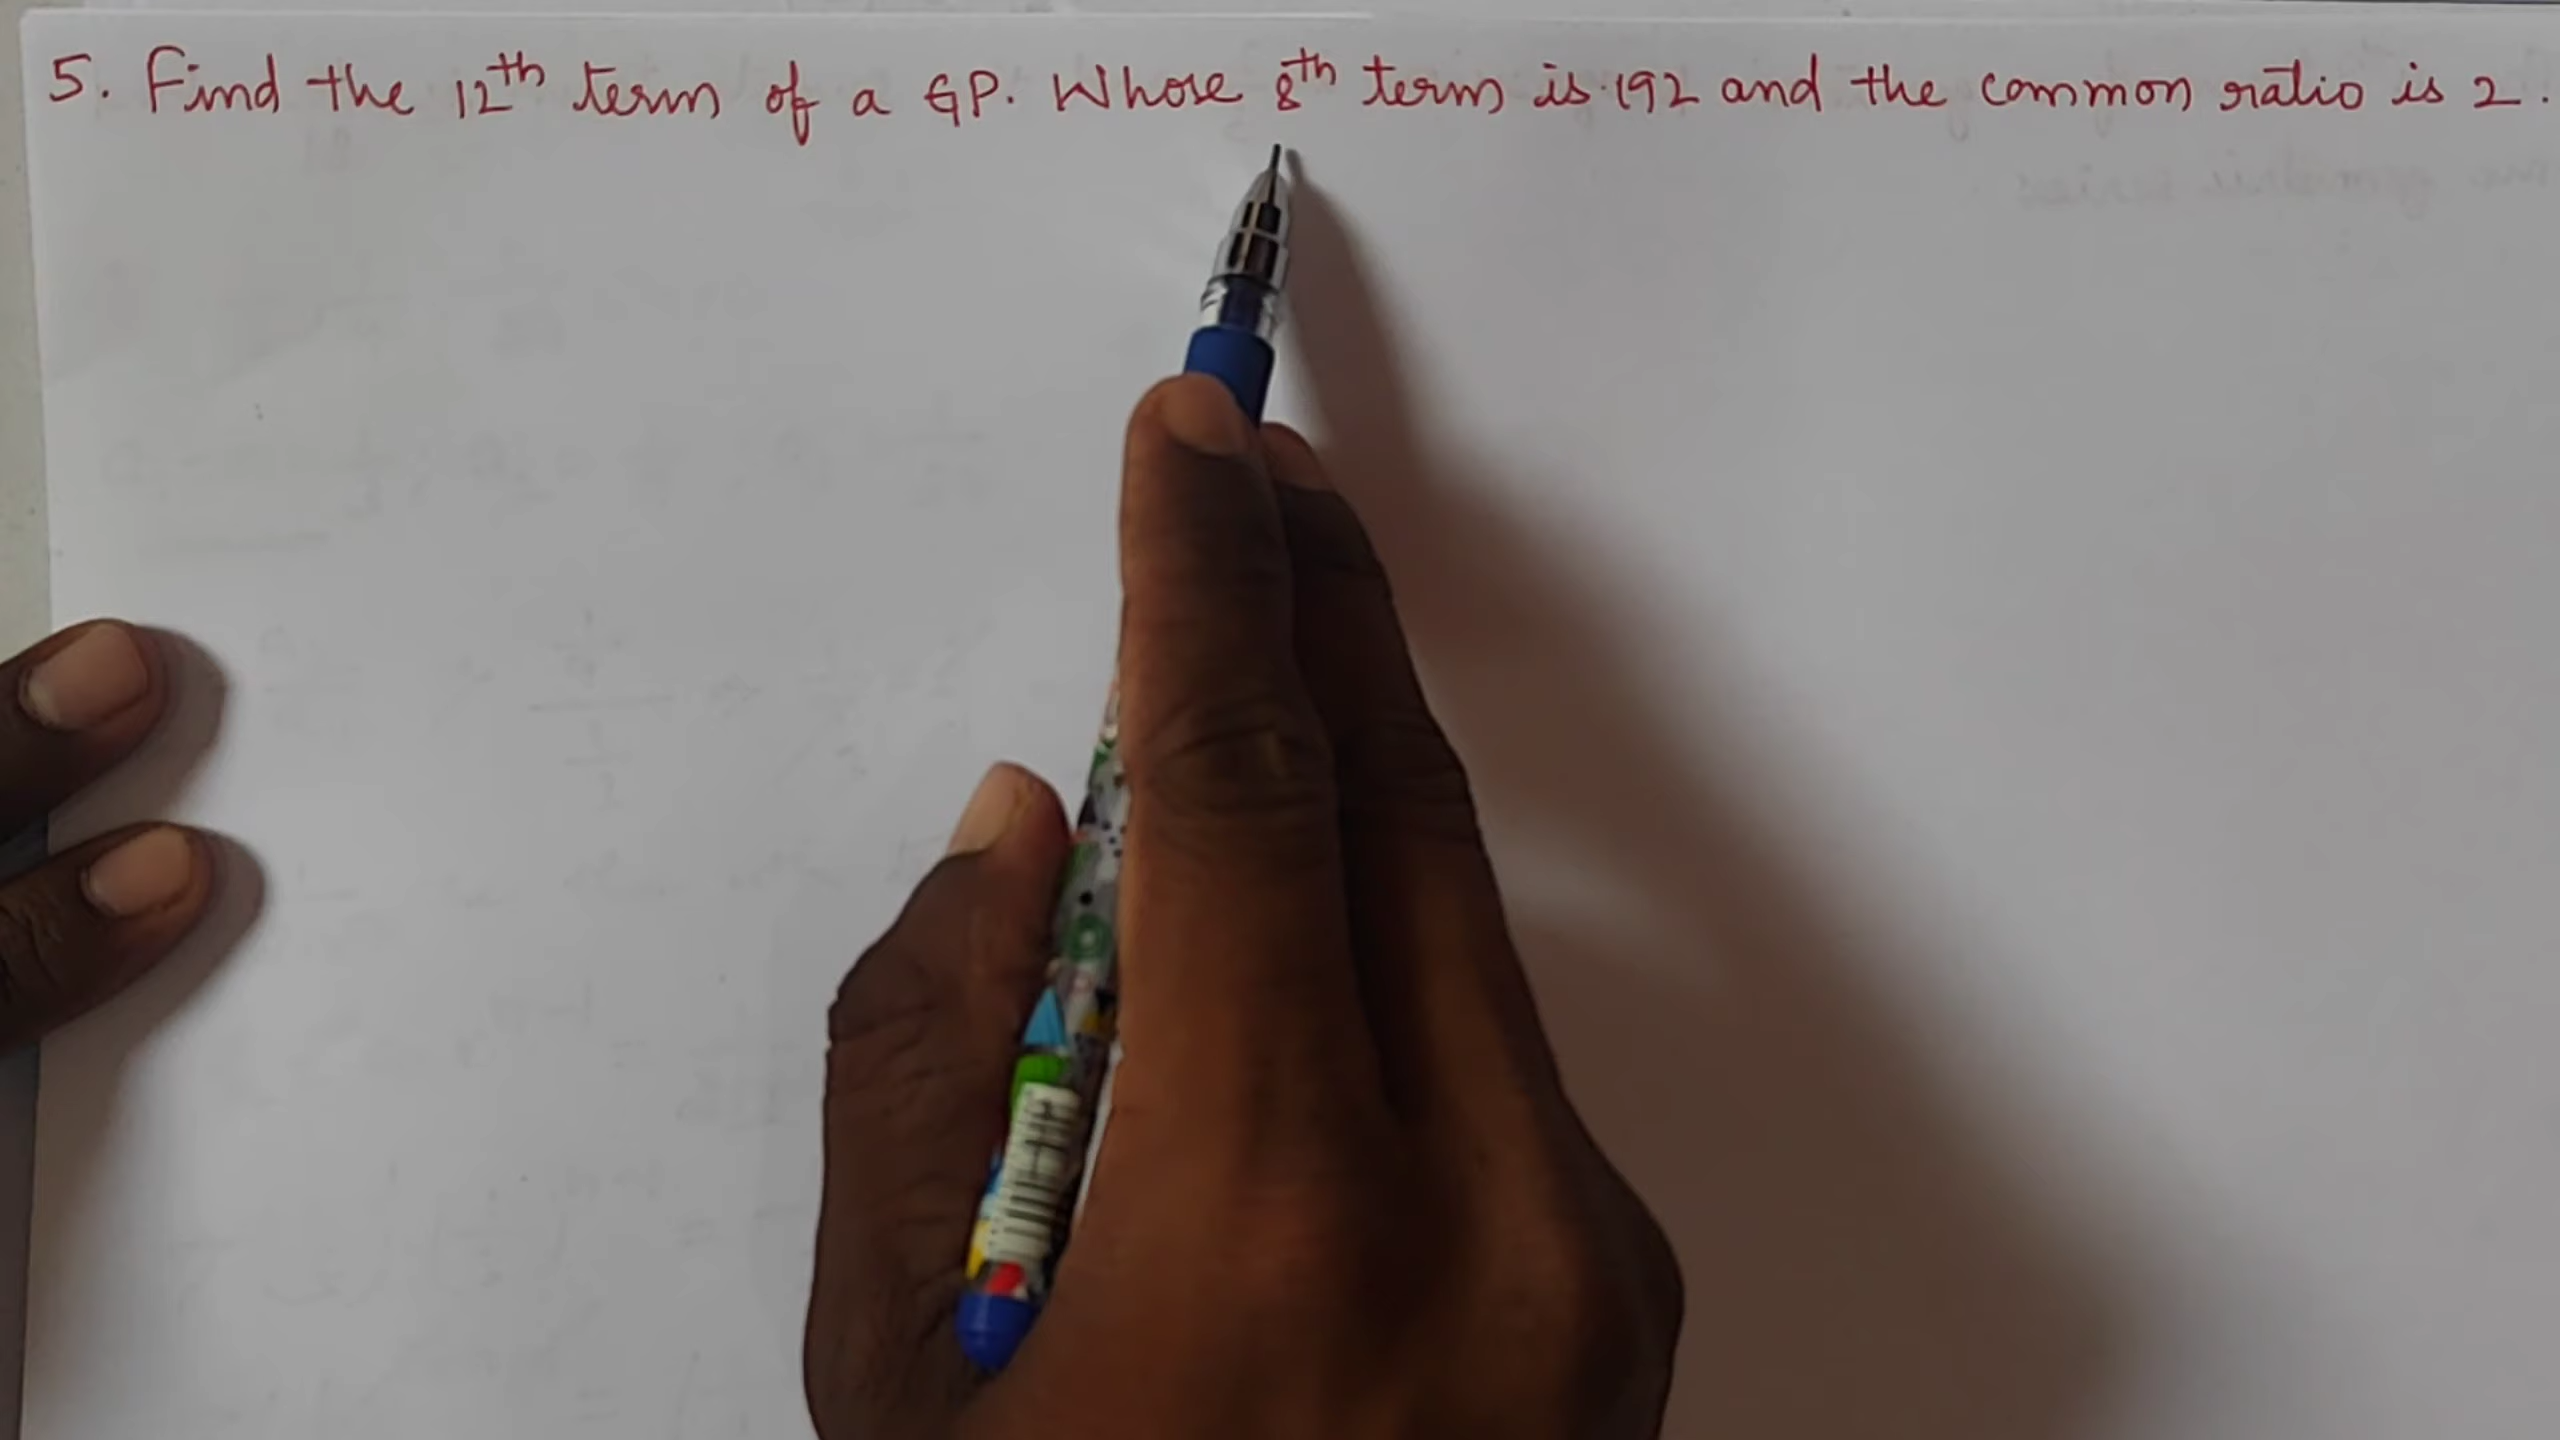 5. Find the 12th term of a GP. Whose 8th term is 192 and the common ratio is 2.